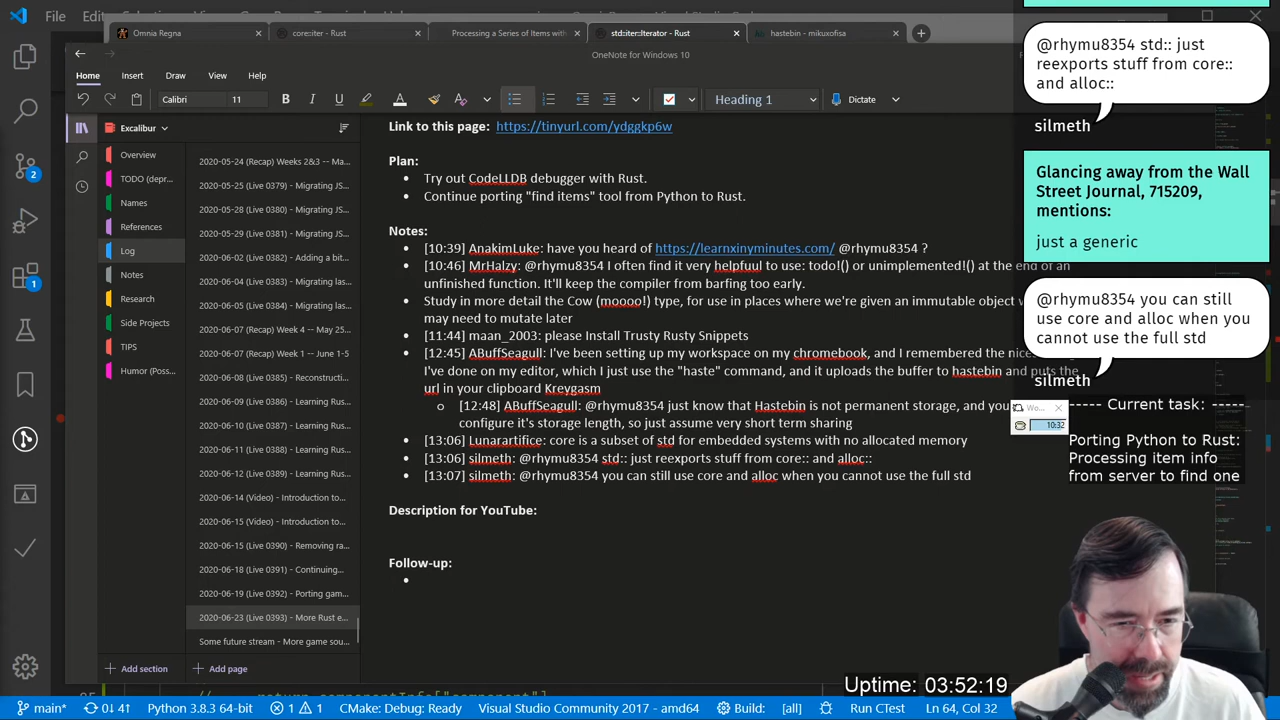 File
Omnia Regna
core::iter - Rust
Processing a Series of Items with
std::iter::Iterator - Rust
hastebin - mikuxofisa
OneNote for Windows 10
Home
Insert
Draw
View
Help
Calibri
11
Heading 1
Dictate
Excalibur
Overview
TODO (depr...
Names
References
Log
Notes
Research
Side Projects
TIPS
Humor (Poss...
2020-05-24 (Recap) Weeks 2&3 -- Ma...
2020-05-25 (Live 0379) - Migrating JS...
2020-05-28 (Live 0380) - Migrating JS...
2020-05-29 (Live 0381) - Migrating JS...
2020-06-02 (Live 0382) - Adding a bit...
2020-06-04 (Live 0383) - Migrating las...
2020-06-05 (Live 0384) - Migrating las...
2020-06-07 (Recap) Week 4 -- May 25...
2020-06-07 (Recap) Week 1 -- June 1-5
2020-06-08 (Live 0385) - Reconstructi...
2020-06-09 (Live 0386) - Learning Rus...
2020-06-11 (Live 0387) - Learning Rus...
2020-06-12 (Live 0388) - Learning Rus...
2020-06-13 (Live 0389) - More Rust e...
2020-06-14 (Video) - Introduction to...
2020-06-15 (Video) - Introduction to...
2020-06-15 (Live 0390) - Removing ra...
2020-06-18 (Live 0391) - Continuing...
2020-06-19 (Live 0392) - Porting gam...
2020-06-23 (Live 0393) - More Rust e...
Some future stream - More game sou...
Add section
Add page
Link to this page: https://tinyurl.com/ydggkp6w
Plan:
Try out CodeLLDB debugger with Rust.
Continue porting "find items" tool from Python to Rust.
Notes:
[10:39] AnakimLuke: have you heard of https://learnxinyminutes.com/ @rhymu8354 ?
[10:46] MrHalzy: @rhymu8354 I often find it very helpfuul to use: todo!() or unimplemented!() at the end of an
unfinished function. It'll keep the compiler from barfing too early.
Study in more detail the Cow (moooo!) type, for use in places where we're given an immutable object
may need to mutate later
[11:44] maan_2003: please Install Trusty Rusty Snippets
[12:45] ABuffSeagull: I've been setting up my workspace on my chromebook, and I remembered the nice
I've done on my editor, which I just use the "haste" command, and it uploads the buffer to hastebin and puts the
url in your clipboard Kreygasm
[12:48] ABuffSeagull: @rhymu8354 just know that Hastebin is not permanent storage, and you
configure it's storage length, so just assume very short term sharing
[13:06] Lunarartifice: core is a subset of std for embedded systems with no allocated memory
[13:06] silmeth: @rhymu8354 std:: just reexports stuff from core:: and alloc::
[13:07] silmeth: @rhymu8354 you can still use core and alloc when you cannot use the full std
Description for YouTube:
Follow-up:
@rhymu8354 std:: just
reexports stuff from core::
and alloc::
silmeth
Glancing away from the Wall
Street Journal, 715209,
mentions:
just a generic
@rhymu8354 you can still
use core and alloc when you
cannot use the full std
silmeth
Wo...
10:32
----- Current task: -----
Porting Python to Rust:
Processing item info
from server to find one
Uptime: 03:52:19
2
1
return componentInfo["component"]
main*
0↓ 4↑
Python 3.8.3 64-bit
1
1
CMake: Debug: Ready
Visual Studio Community 2017 - amd64
Build:
[all]
Run CTest
Ln 64, Col 32